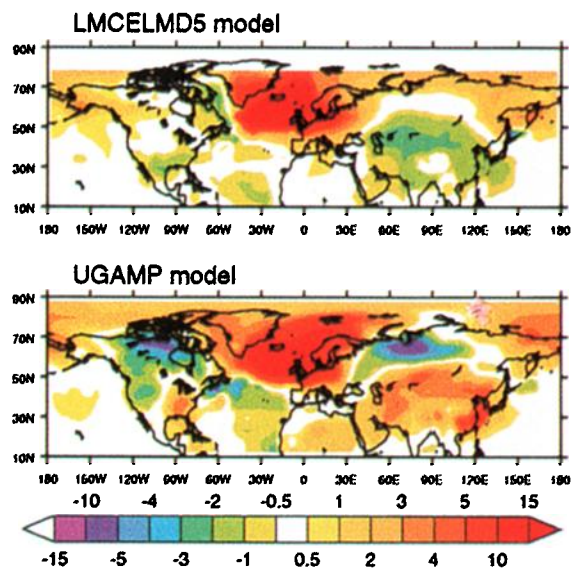 LMCELMD5 model
90N
70N
50N
30N
10N
180 150W 120W 90W 60W 30W 0 30E 60E 90E 120E 150E 180
UGAMP model
90N
70N
50N
30N
10N
180 150W 120W 90W 60W 30W 0 30E 60E 90E 120E 150E 180
-10 -4 -2 -0.5 1 3 5 15
-15 -5 -3 -1 0.5 2 4 10